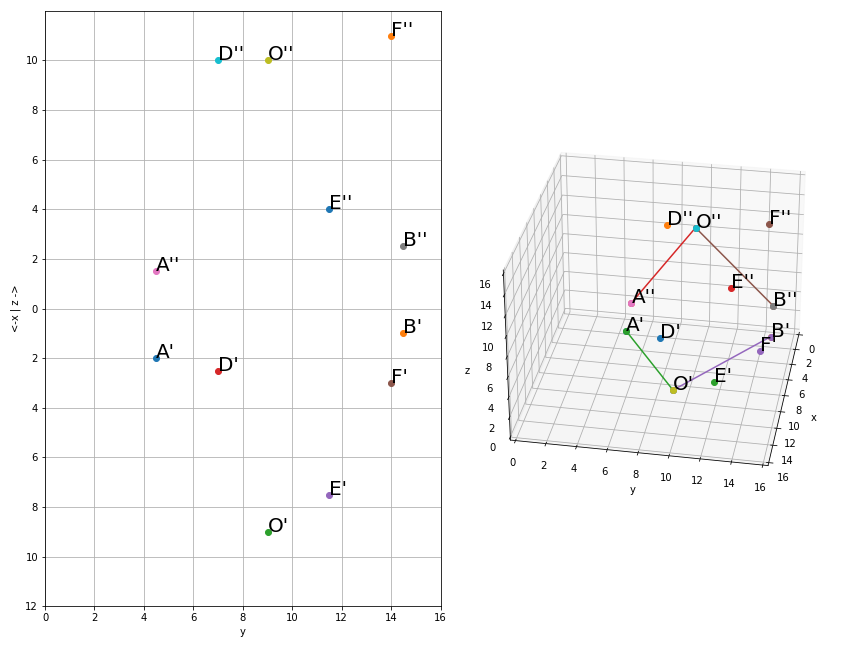 F''
D'' O''
10
8
6
E''
4
B''
2
A''
0
B'
A'
2
D'
F'
4
6
E'
8
O'
10
12
0 2 4 6 8 10 12 14 16
y
<-x | z ->
D'' O'' F''
E''
A'' B''
A' D' B'
F'
O' E'
16
14
12
10
8
6
4
2
0
z
0 2 4 6 8 10 12 14 16
y
0
2
4
6
8
10
12
14
16
x